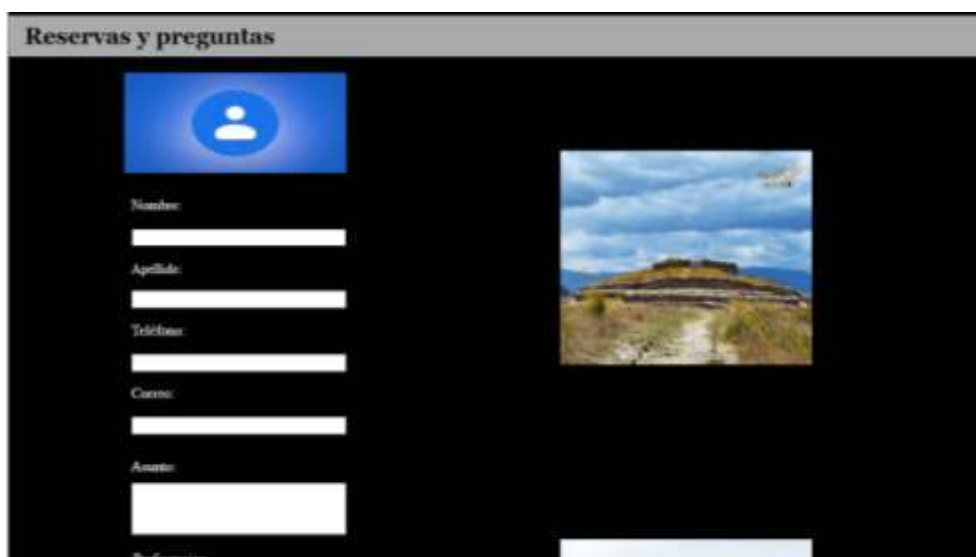 Reservas y preguntas
Nombre:
Apellido:
Teléfono:
Correo:
Asunto: